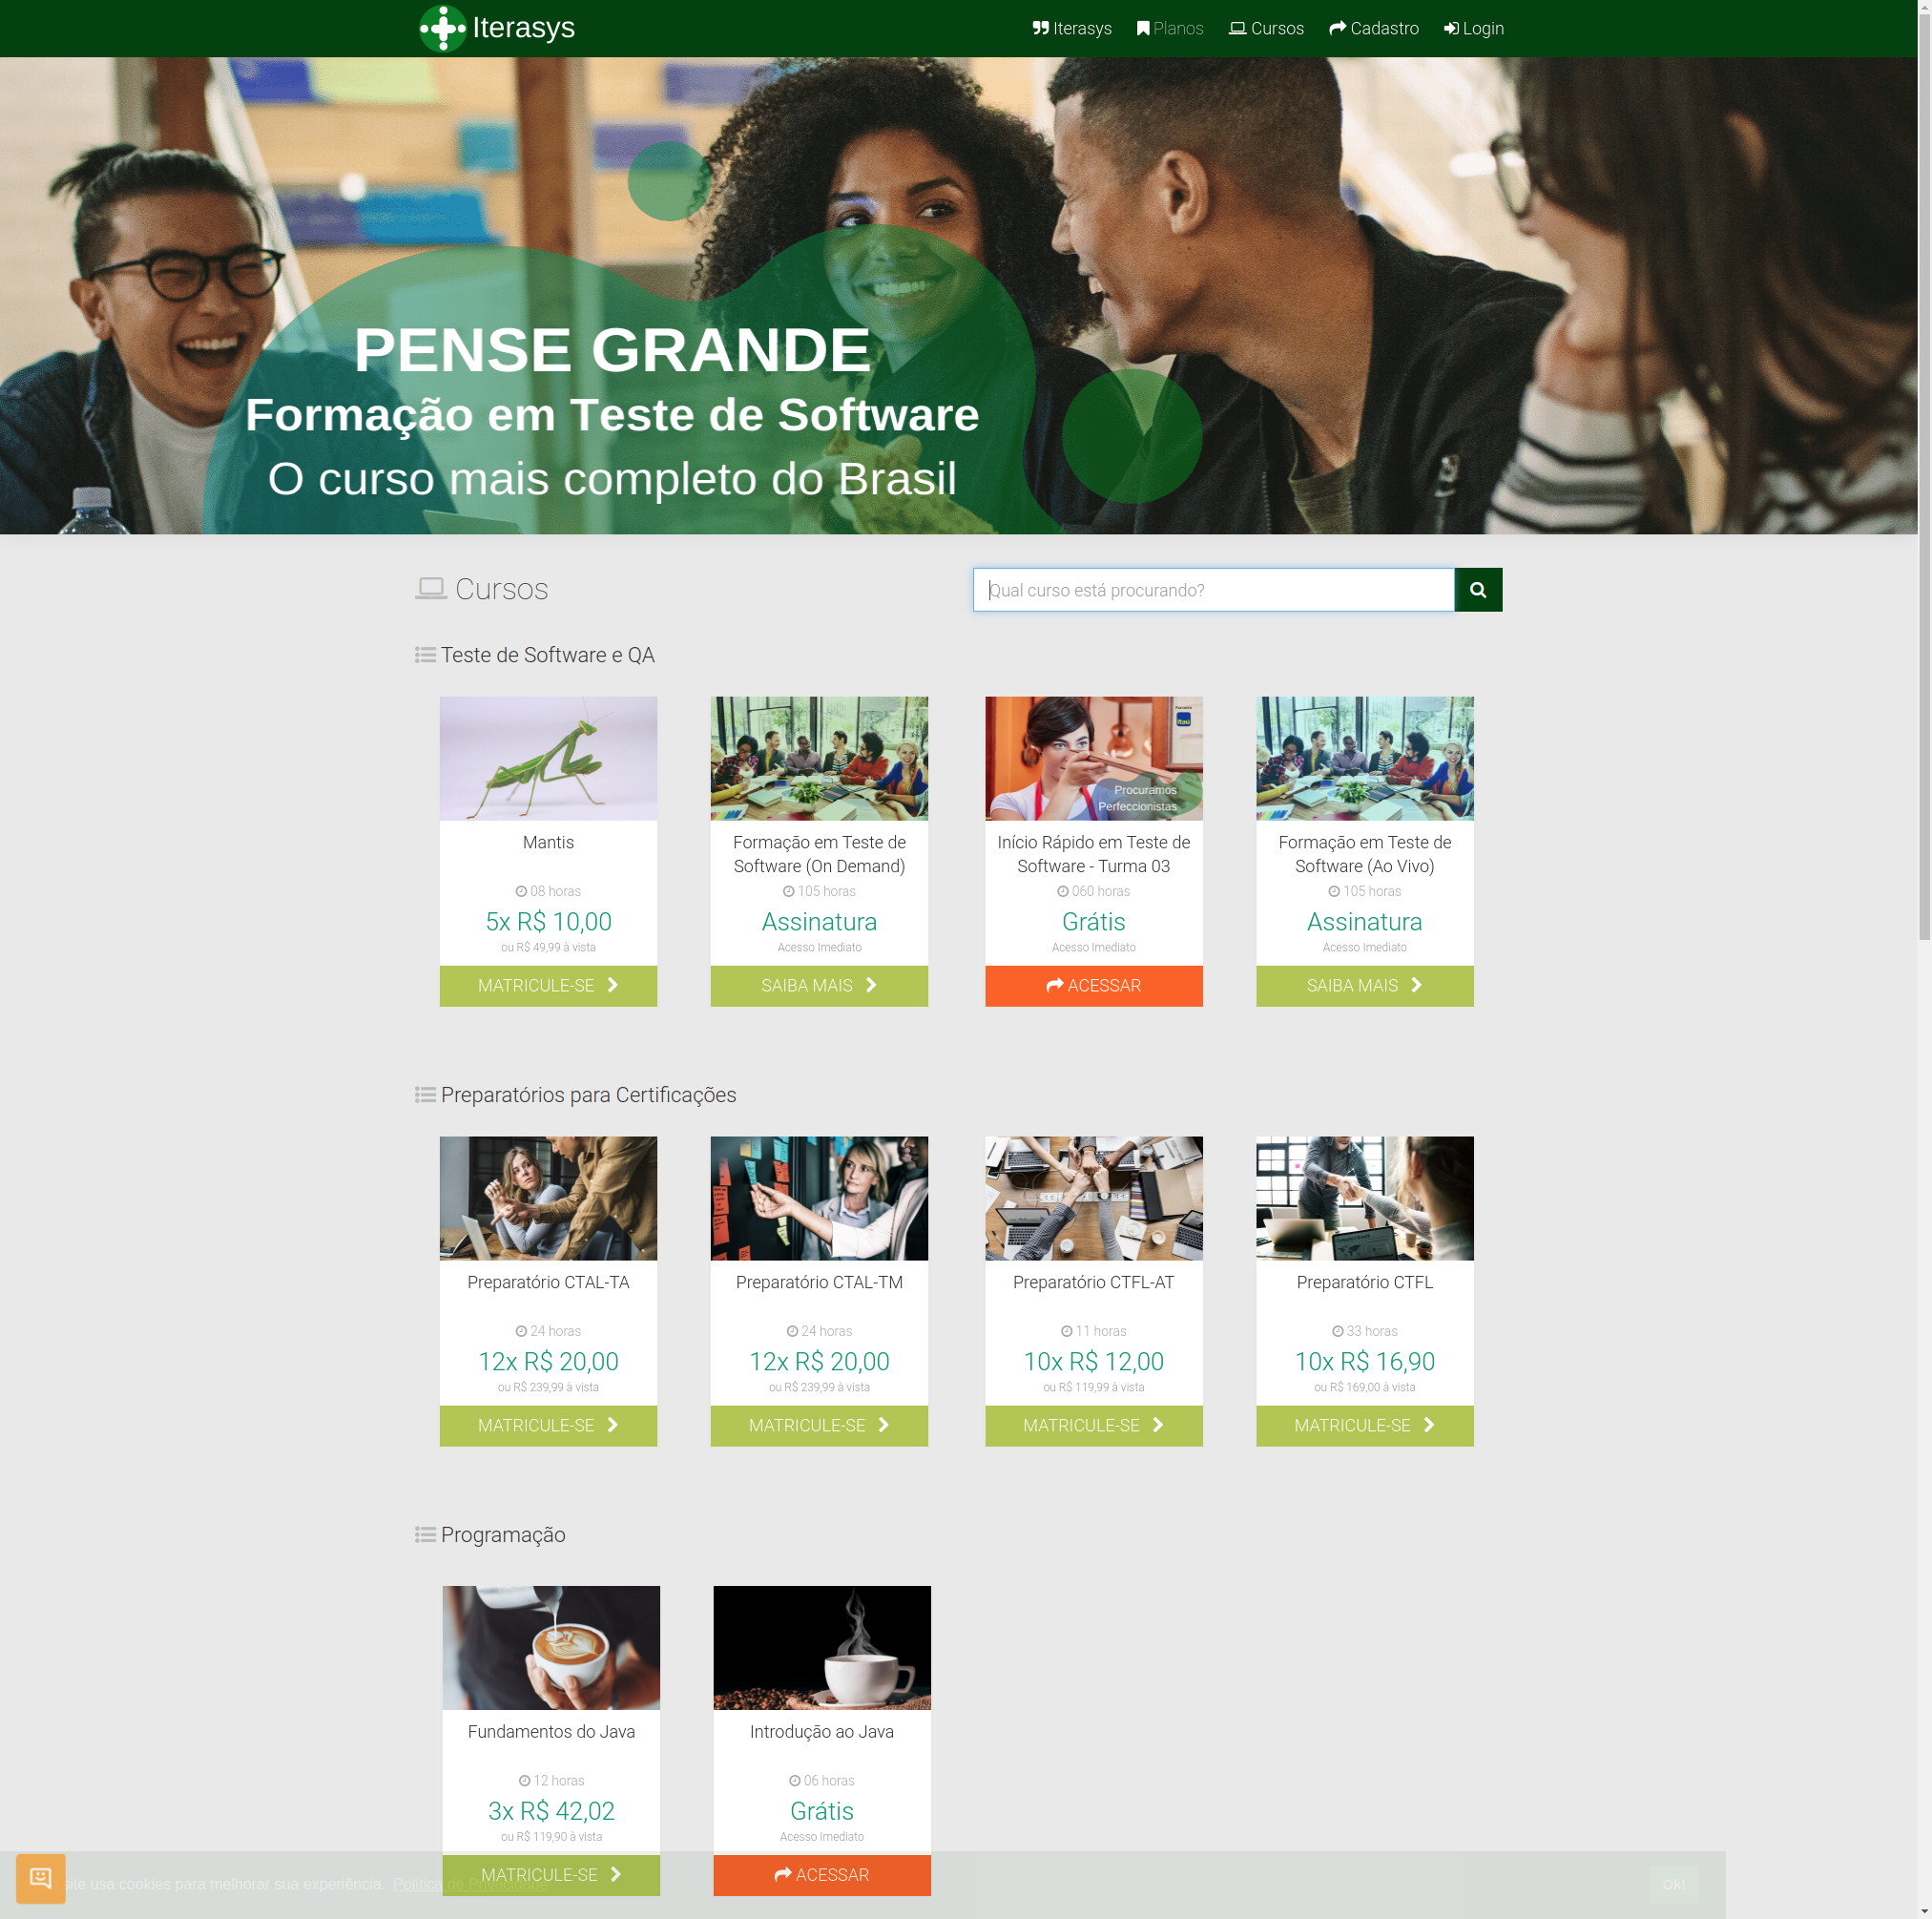 Iterasys
Iterasys
Planos
Cursos
Cadastro
Login
PENSE GRANDE
Formação em Teste de Software
O curso mais completo do Brasil
Cursos
Qual curso está procurando?
Teste de Software e QA
Mantis
08 horas
5x R$ 10,00
ou R$ 49,99 à vista
MATRICULE-SE
Formação em Teste de
Software (On Demand)
105 horas
Assinatura
Acesso Imediato
SAIBA MAIS
Parceiro
Itaú
Procuramos
Perfeccionistas
Início Rápido em Teste de
Software - Turma 03
060 horas
Grátis
Acesso Imediato
ACESSAR
Formação em Teste de
Software (Ao Vivo)
105 horas
Assinatura
Acesso Imediato
SAIBA MAIS
Preparatórios para Certificações
Preparatório CTAL-TA
24 horas
12x R$ 20,00
ou R$ 239,99 à vista
MATRICULE-SE
Preparatório CTAL-TM
24 horas
12x R$ 20,00
ou R$ 239,99 à vista
MATRICULE-SE
Preparatório CTFL-AT
11 horas
10x R$ 12,00
ou R$ 119,99 à vista
MATRICULE-SE
Preparatório CTFL
33 horas
10x R$ 16,90
ou R$ 169,00 à vista
MATRICULE-SE
Programação
Fundamentos do Java
12 horas
3x R$ 42,02
ou R$ 119,90 à vista
MATRICULE-SE
Introdução ao Java
06 horas
Grátis
Acesso Imediato
ACESSAR
site usa cookies para melhorar sua experiência. Política de Privacidade
Ok!